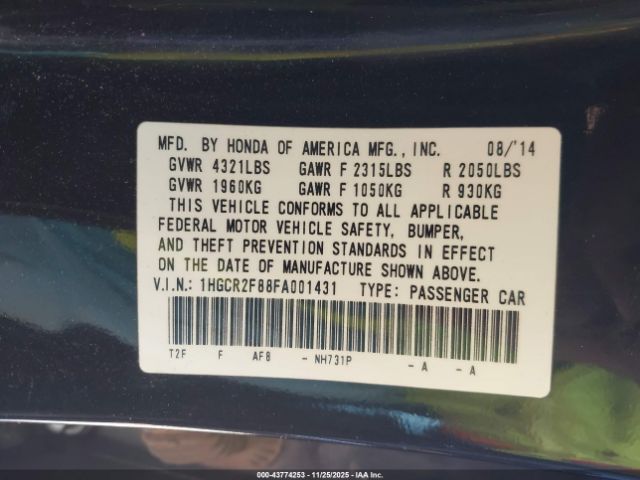 MFD. BY HONDA OF AMERICA MFG., INC. 08/'14
GVWR 4321LBS GAWR F 2315LBS R 2050LBS
GVWR 1960KG GAWR F 1050KG R 930KG
THIS VEHICLE CONFORMS TO ALL APPLICABLE
FEDERAL MOTOR VEHICLE SAFETY, BUMPER,
AND THEFT PREVENTION STANDARDS IN EFFECT
ON THE DATE OF MANUFACTURE SHOWN ABOVE.
V.I.N.: 1HGCR2F88FA001431 TYPE: PASSENGER CAR
T2F F AF8 - NH731P - A - A
000-43774253 - 11/25/2025 - IAA Inc.